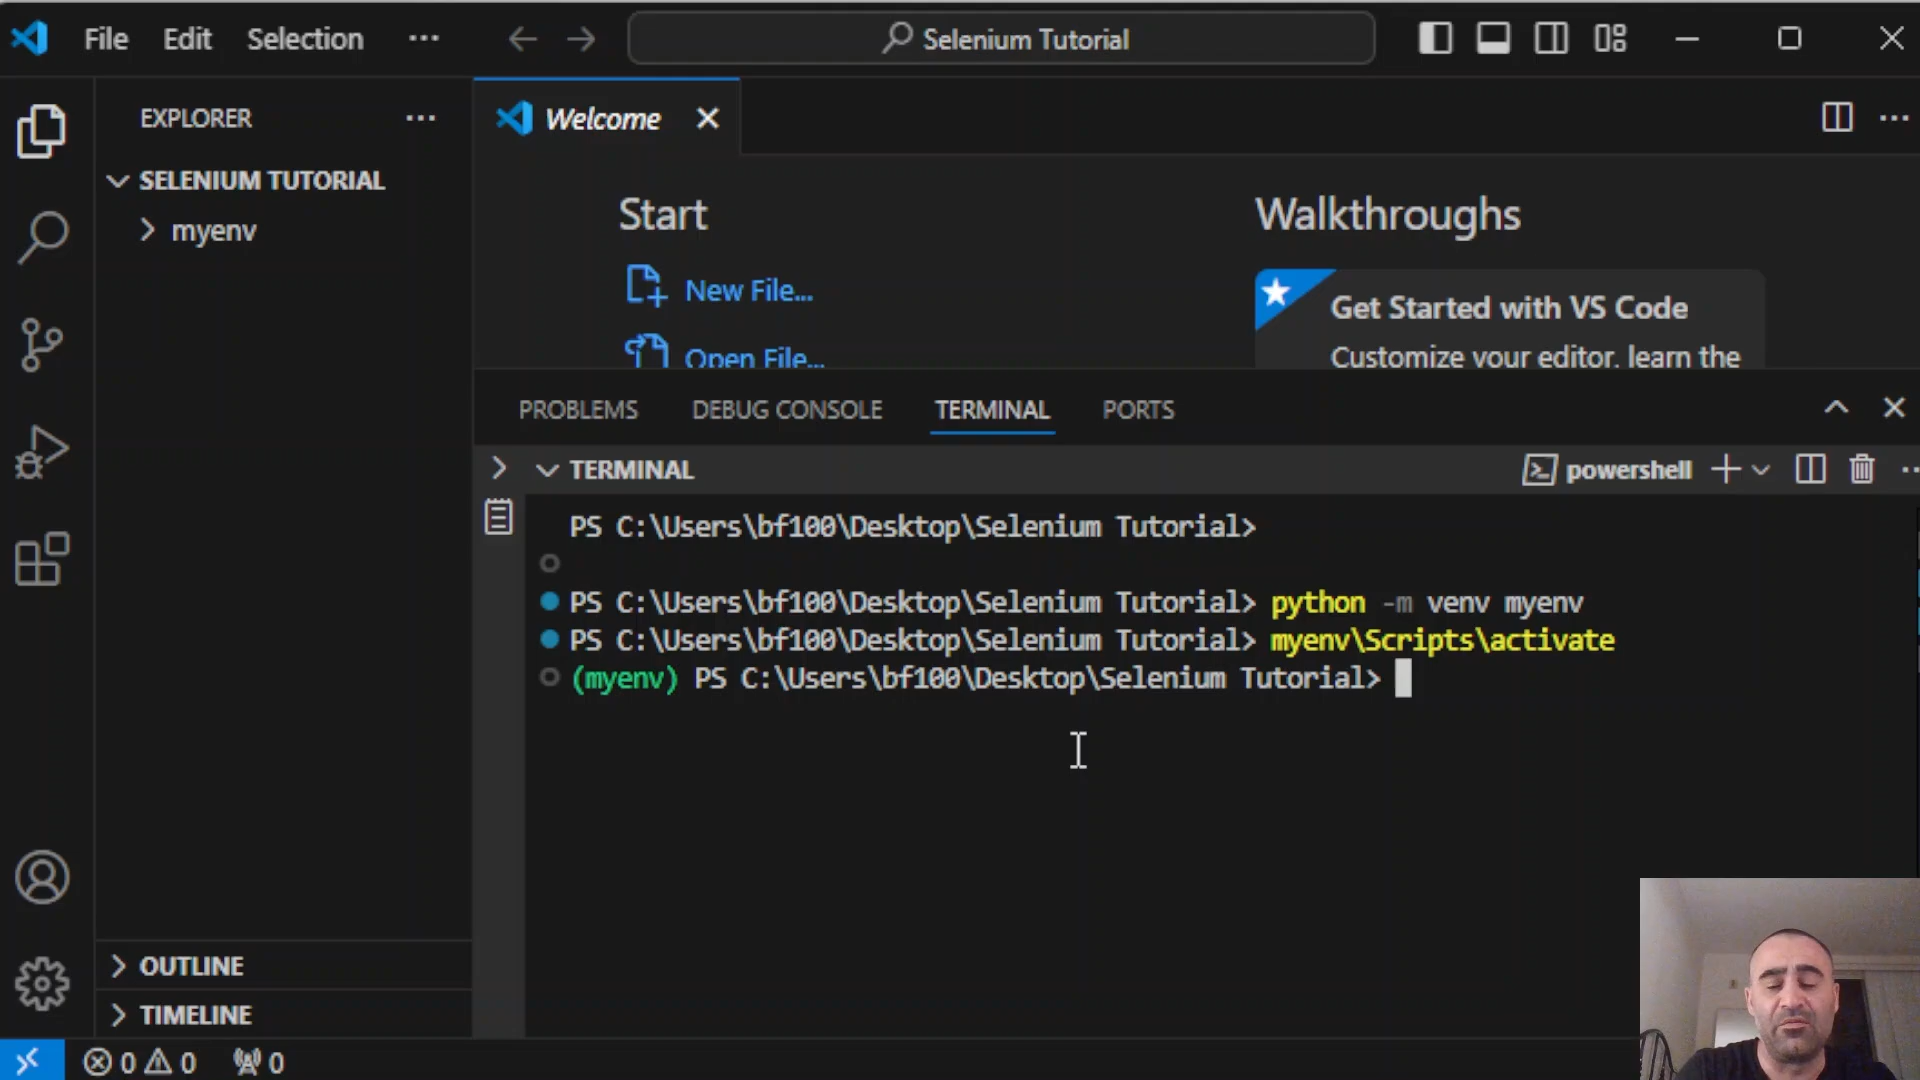 File Edit Selection ··· Selenium Tutorial
EXPLORER ···
Welcome
SELENIUM TUTORIAL
myenv
Start
New File...
Open File...
Walkthroughs
Get Started with VS Code
Customize your editor, learn the
PROBLEMS DEBUG CONSOLE TERMINAL PORTS
TERMINAL
powershell
PS C:\Users\bf100\Desktop\Selenium Tutorial>
PS C:\Users\bf100\Desktop\Selenium Tutorial> python -m venv myenv
PS C:\Users\bf100\Desktop\Selenium Tutorial> myenv\Scripts\activate
(myenv) PS C:\Users\bf100\Desktop\Selenium Tutorial>
OUTLINE
TIMELINE
0 0 0